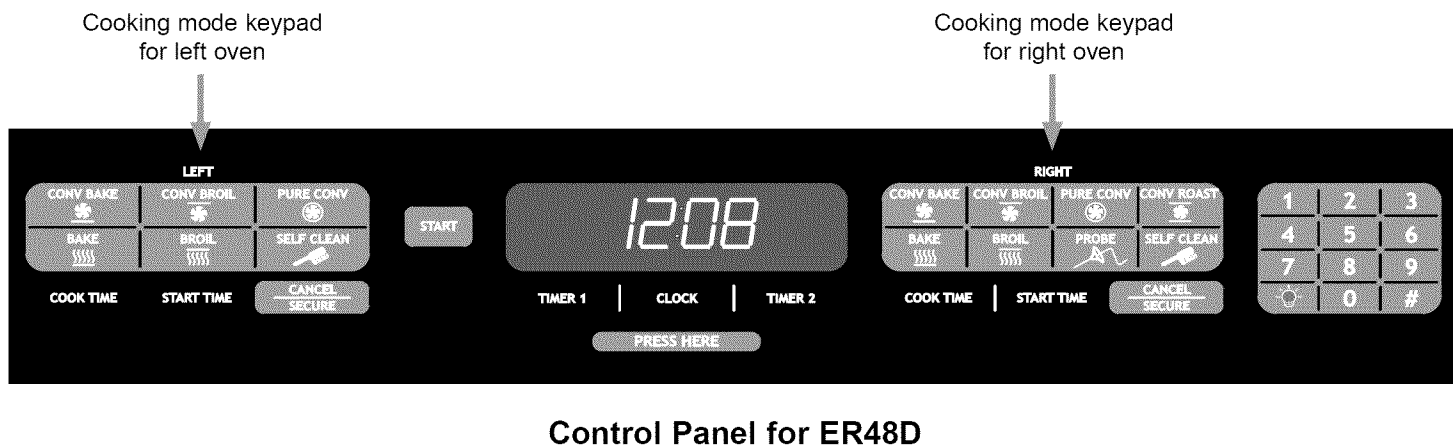 Cooking mode keypad
for left oven
Cooking mode keypad
for right oven
LEFT
CONV BAKE CONV BROIL PURE CONV
BAKE BROIL SELF CLEAN
COOK TIME START TIME CANCEL
SECURE
START
12:08
TIMER 1 CLOCK TIMER 2
PRESS HERE
RIGHT
CONV BAKE CONV BROIL PURE CONV CONV ROAST
BAKE BROIL PROBE SELF CLEAN
COOK TIME START TIME CANCEL
SECURE
1 2 3
4 5 6
7 8 9
0 #
Control Panel for ER48D